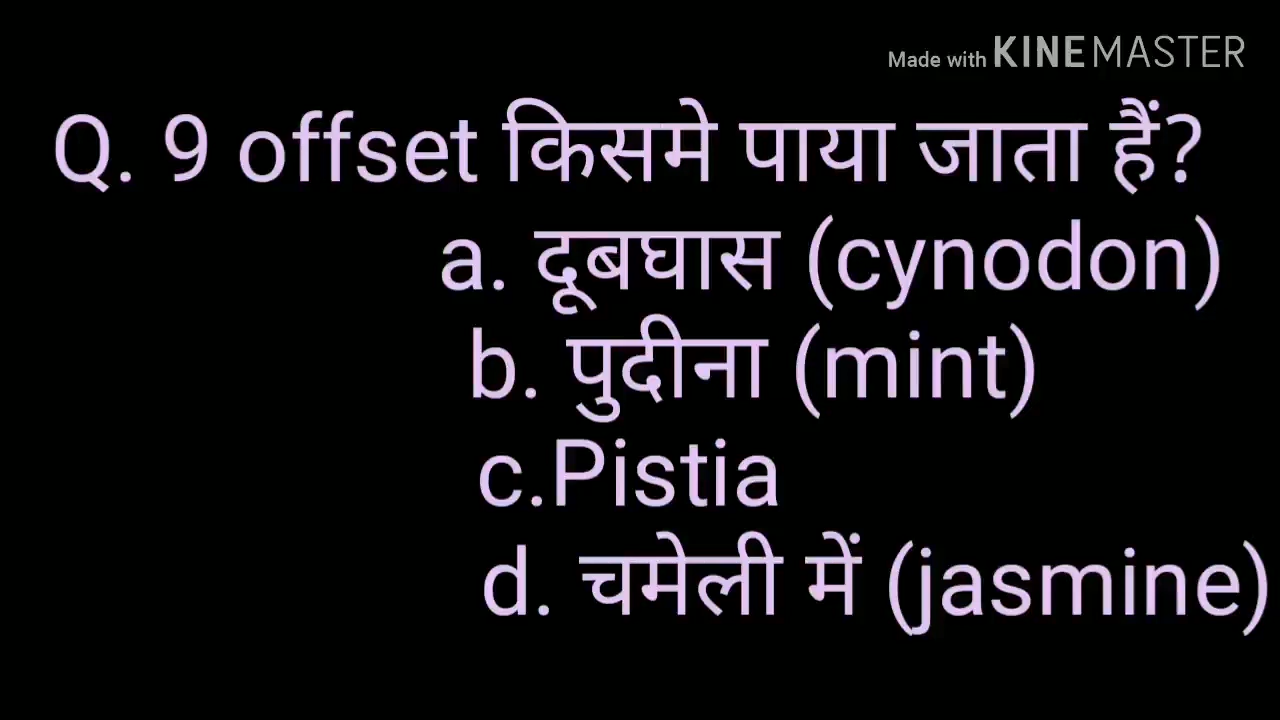 Made with KINEMASTER
Q. 9 offset किसमे पाया जाता हैं?
a. दूबघास (cynodon)
b. पुदीना (mint)
c.Pistia
d. चमेली में (jasmine)